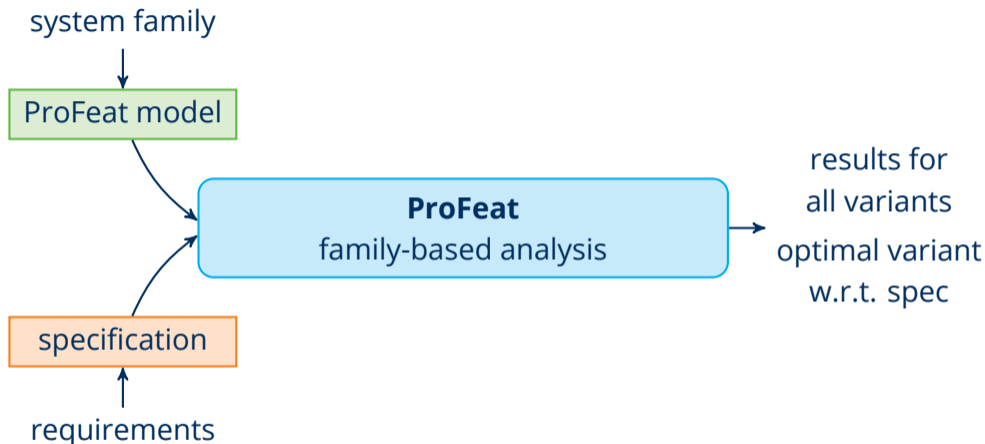 system family
ProFeat model
results for
all variants
ProFeat
family-based analysis
optimal variant
w.r.t. spec
specification
requirements